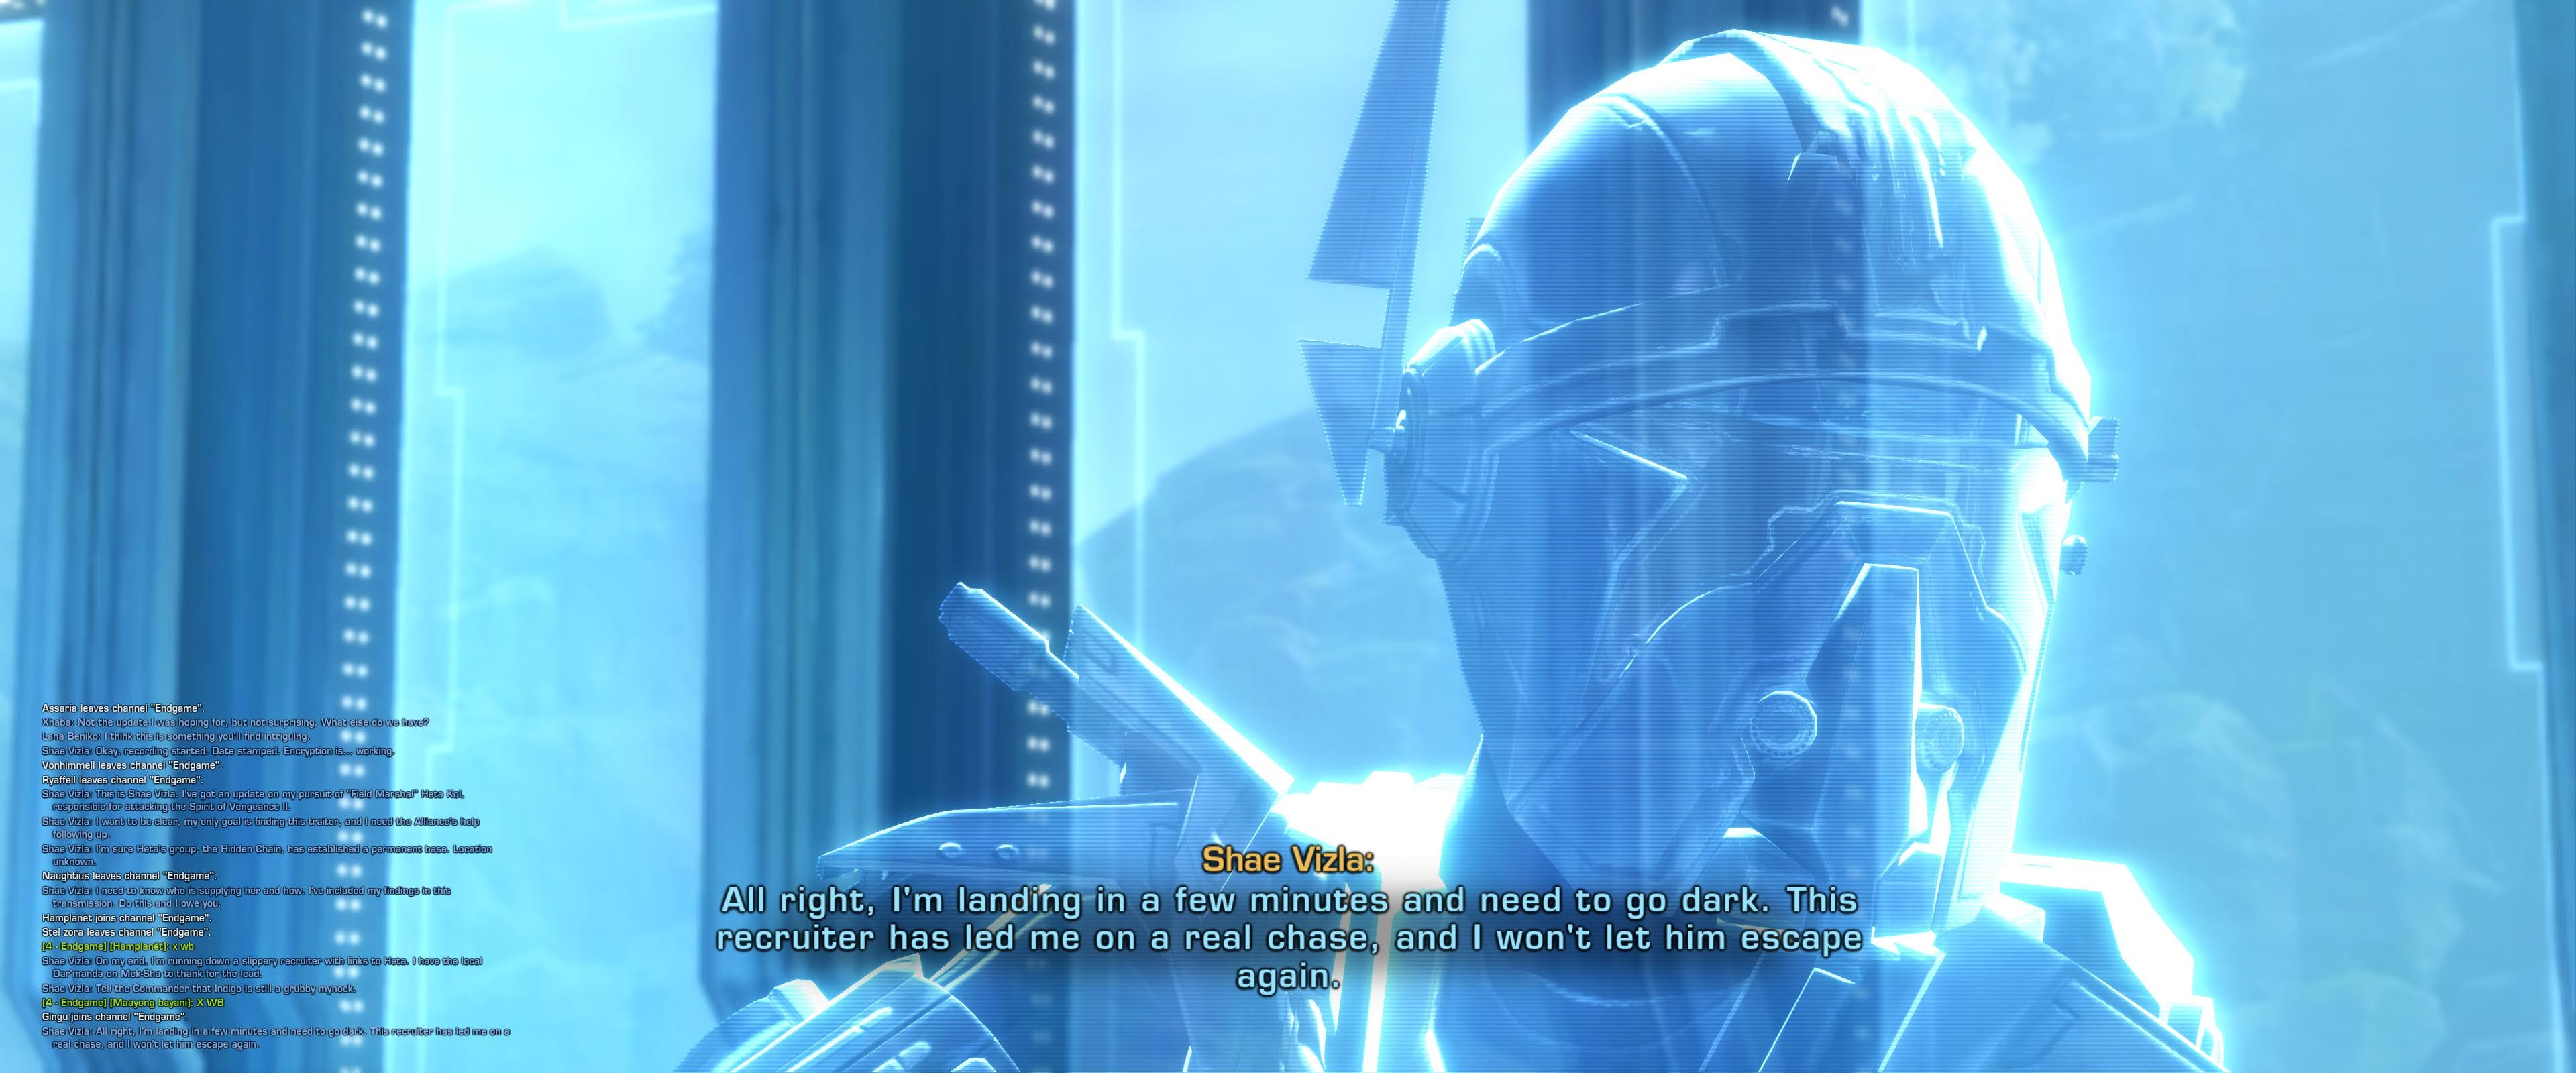 Assaria leaves channel "Endgame".
Xhaba: Not the update I was hoping for, but not surprising. What else do we have?
Lana Beniko: I think this is something you'll find intriguing.
Shae Vizla: Okay, recording started. Date stamped. Encryption is... working.
Vonhimmell leaves channel "Endgame".
Ryaffell leaves channel "Endgame".
Shae Vizla: This is Shae Vizla. I've got an update on my pursuit of "Field Marshal" Heta Kol,
responsible for attacking the Spirit of Vengeance II.
Shae Vizla: I want to be clear, my only goal is finding this traitor, and I need the Alliance's help
following up.
Shae Vizla: I'm sure Heta's group, the Hidden Chain, has established a permanent base. Location
unknown.
Naughtius leaves channel "Endgame".
Shae Vizla: I need to know who is supplying her and how. I've included my findings in this
transmission. Do this and I owe you.
Hamplanet joins channel "Endgame".
Stel zora leaves channel "Endgame".
[4 - Endgame] [Hamplanet]: x wb
Shae Vizla: On my end, I'm running down a slippery recruiter with links to Heta. I have the local
Dar'manda on Mek-Sha to thank for the lead.
Shae Vizla: Tell the Commander that Indigo is still a grubby mynock.
[4 - Endgame] [Maayong bayani]: X WB
Gingu joins channel "Endgame".
Shae Vizla: All right, I'm landing in a few minutes and need to go dark. This recruiter has led me on a
real chase, and I won't let him escape again.
Shae Vizla:
All right, I'm landing in a few minutes and need to go dark. This
recruiter has led me on a real chase, and I won't let him escape
again.